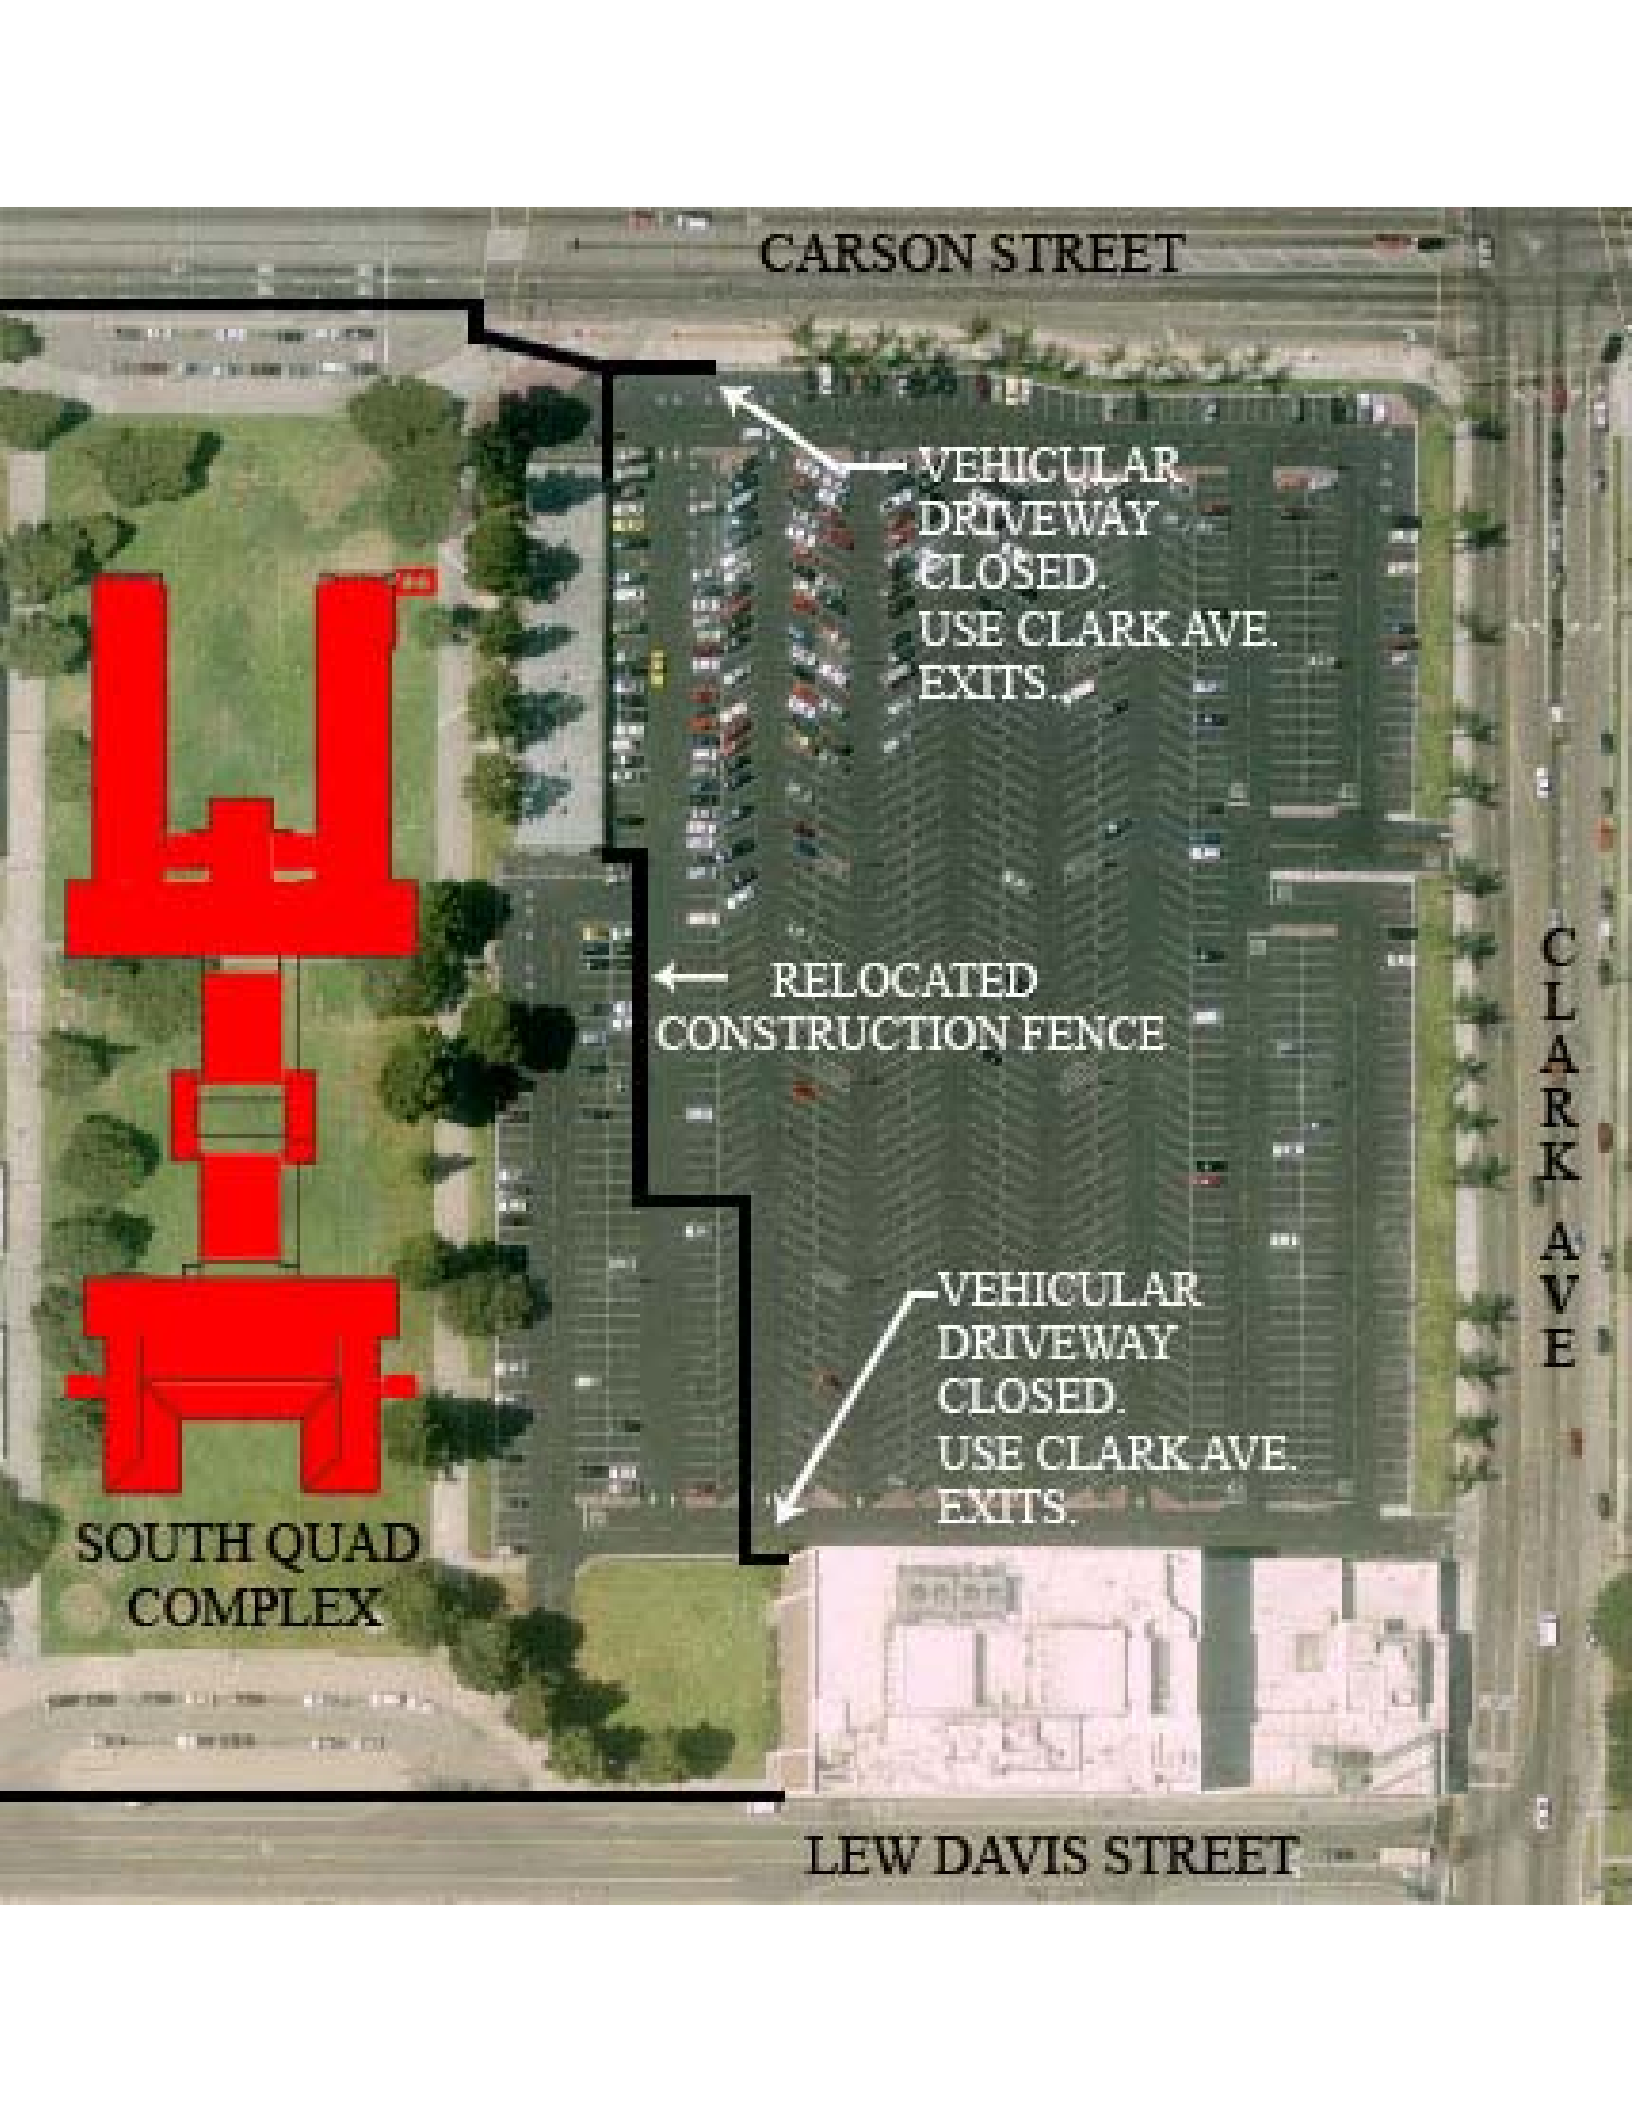 CARSON STREET
VEHICULAR
DRIVEWAY
CLOSED.
USE CLARK AVE.
EXITS.
RELOCATED
CONSTRUCTION FENCE
CLARK AVE
VEHICULAR
DRIVEWAY
CLOSED.
USE CLARK AVE.
EXITS.
SOUTH QUAD
COMPLEX
LEW DAVIS STREET